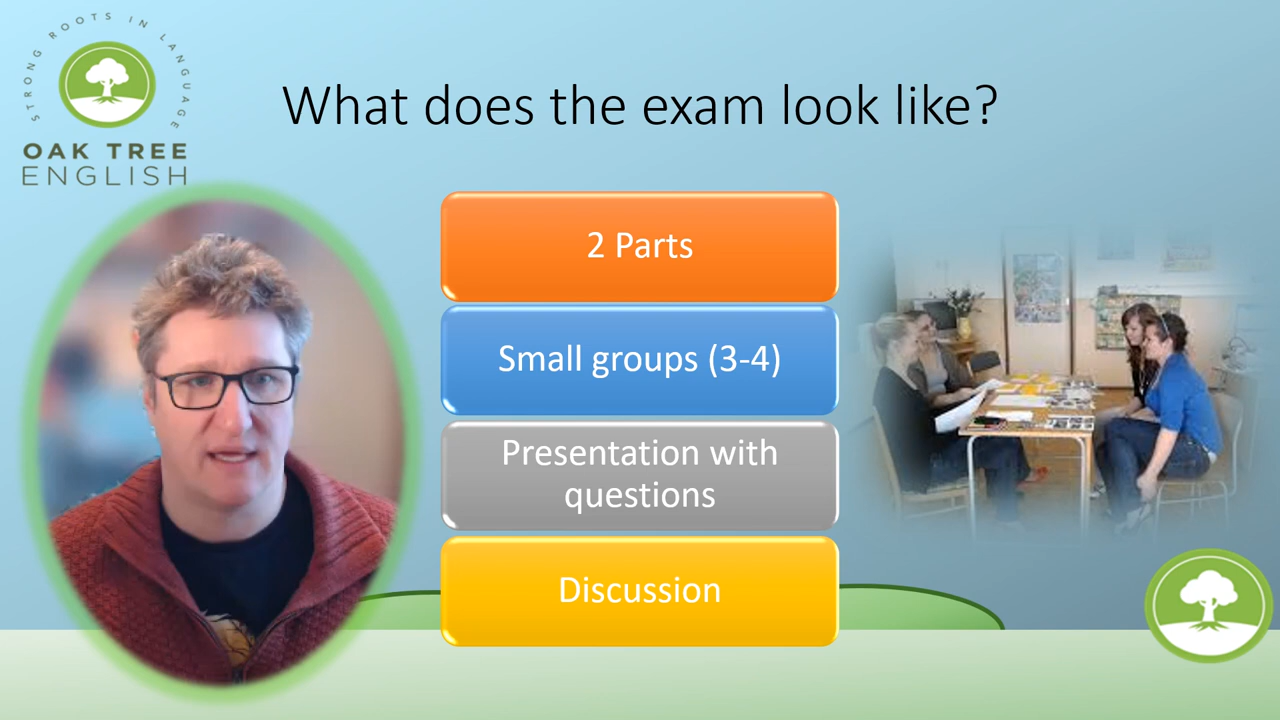 STRONG ROOTS IN LANGUAGE
OAK TREE
ENGLISH
What does the exam look like?
2 Parts
Small groups (3-4)
Presentation with
questions
Discussion